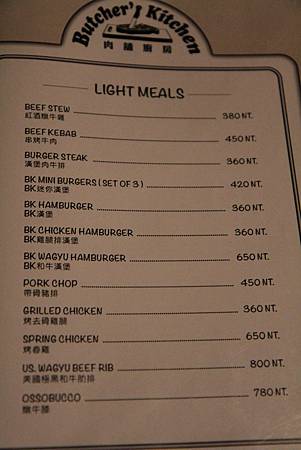 Butcher's Kitchen
肉鋪廚房
LIGHT MEALS
BEEF STEW 380 NT.
紅酒燉牛雜
BEEF KEBAB 450 NT.
串烤牛肉
BURGER STEAK 360 NT.
漢堡肉牛排
BK MINI BURGERS ( SET OF 3 ) 420 NT.
BK迷你漢堡
BK HAMBURGER 360 NT.
BK漢堡
BK CHICKEN HAMBURGER 360 NT.
BK雞腿排漢堡
BK WAGYU HAMBURGER 650 NT.
BK和牛漢堡
PORK CHOP 450 NT.
帶骨豬排
GRILLED CHICKEN 360 NT.
烤去骨雞腿
SPRING CHICKEN 650 NT.
烤春雞
US. WAGYU BEEF RIB 800 NT.
美國極黑和牛肋排
OSSOBUCCO 780 NT.
燉牛膝